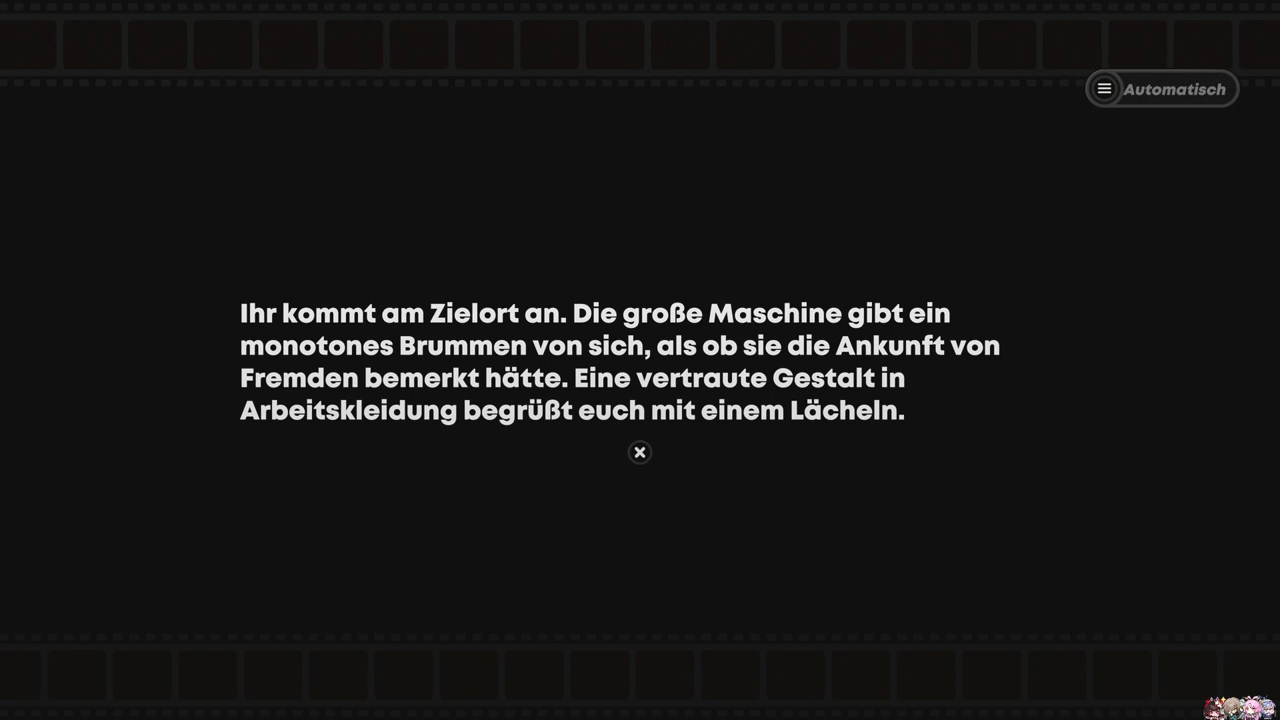 Automatisch
Ihr kommt am Zielort an. Die große Maschine gibt ein
monotones Brummen von sich, als ob sie die Ankunft von
Fremden bemerkt hätte. Eine vertraute Gestalt in
Arbeitskleidung begrüßt euch mit einem Lächeln.